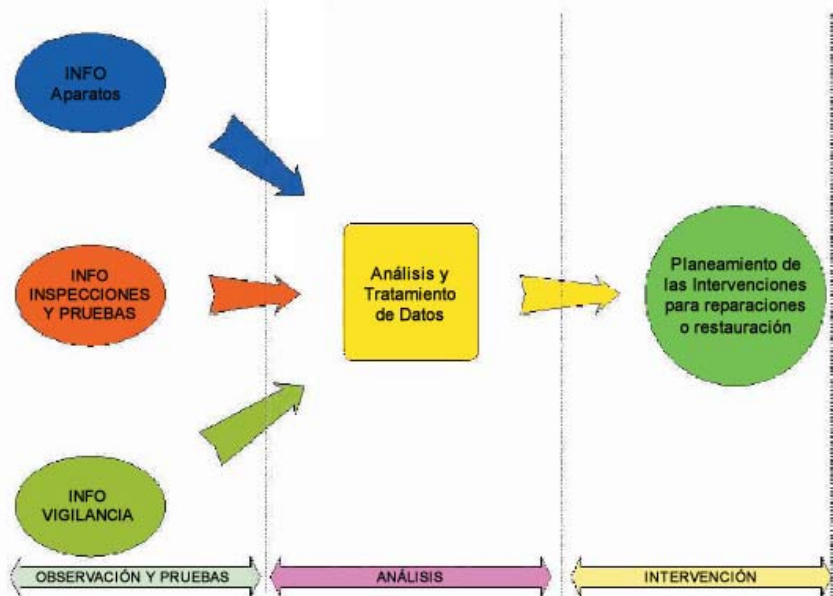 INFO
Aparatos
INFO
INSPECCIONES
Y PRUEBAS
INFO
VIGILANCIA
Análisis y
Tratamiento
de Datos
Planeamiento de
las Intervenciones
para reparaciones
o restauración
OBSERVACIÓN Y PRUEBAS
ANÁLISIS
INTERVENCIÓN